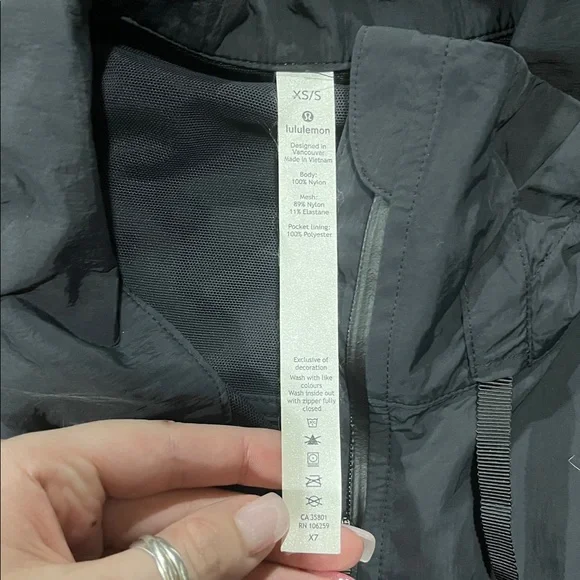 XS/S
lululemon
Designed in
Vancouver
Made in Vietnam
Body:
100% Nylon
Mesh:
89% Nylon
11% Elastane
Pocket lining:
100% Polyester
Exclusive of
decoration
Wash with like
colours
Wash inside out
with zipper fully
closed.
CA 35801
RN 106259
X7